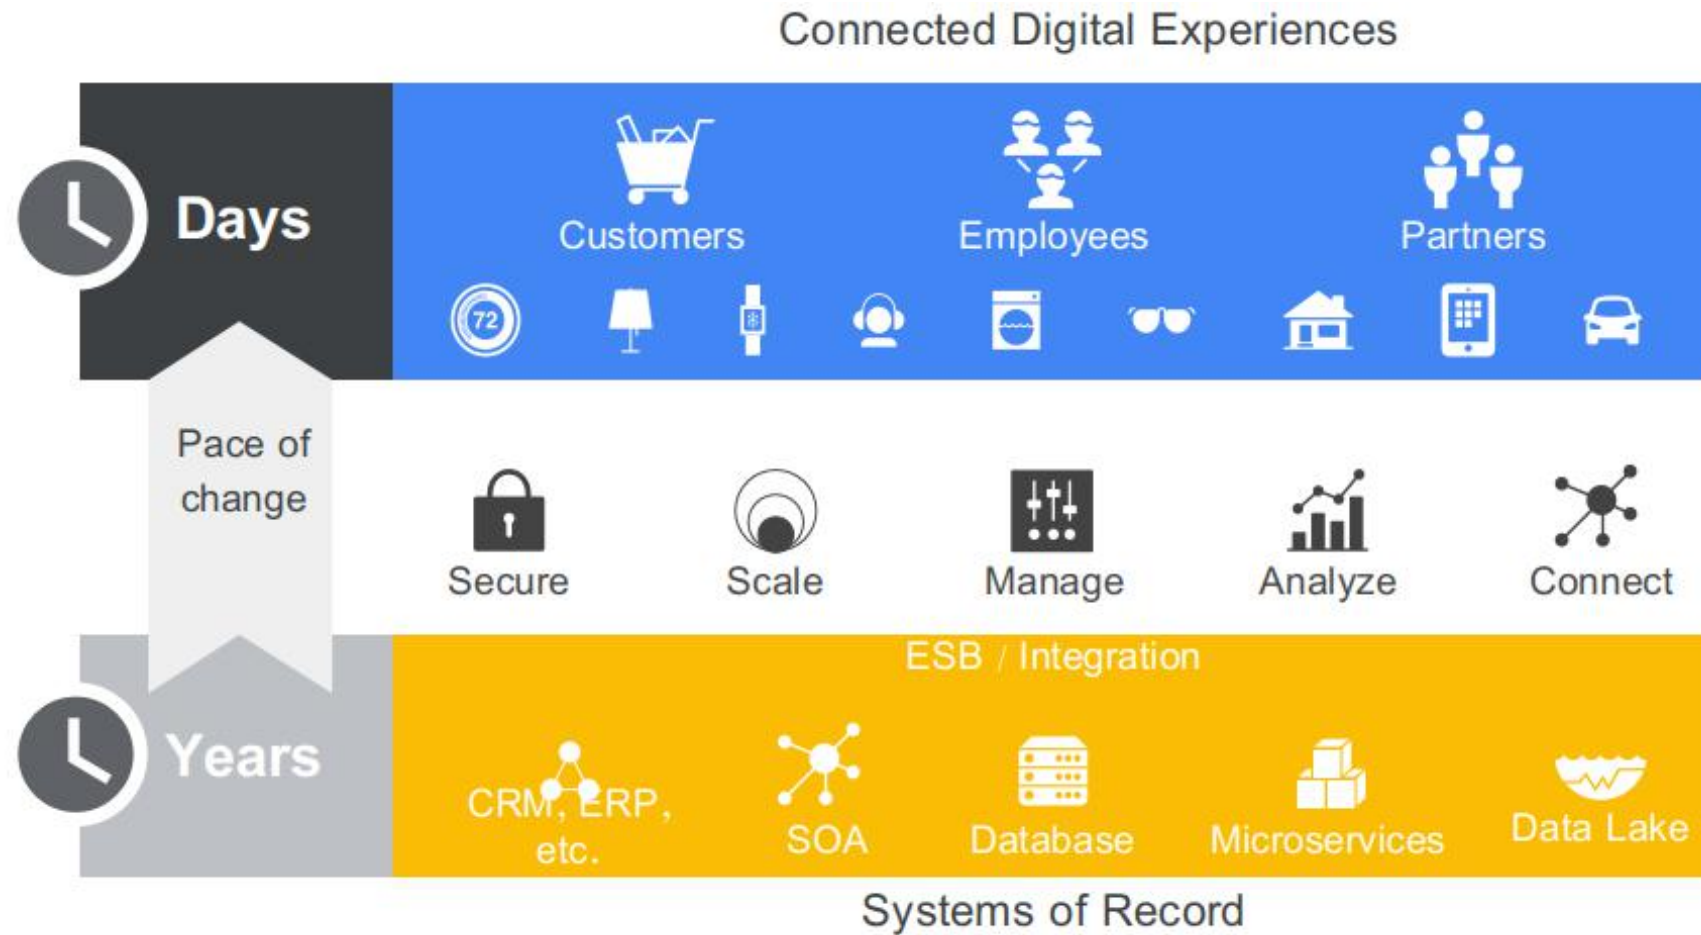 Connected Digital Experiences
Days
Customers
Employees
Partners
72
Pace of
change
Secure
Scale
Manage
Analyze
Connect
ESB / Integration
Years
CRM, ERP,
etc.
SOA
Database
Microservices
Data Lake
Systems of Record